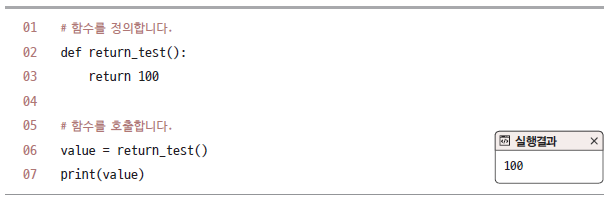 01 # 함수를 정의합니다.
02 def return_test():
03     return 100
04
05 # 함수를 호출합니다.
06 value = return_test()
07 print(value)
실행결과 ×
100